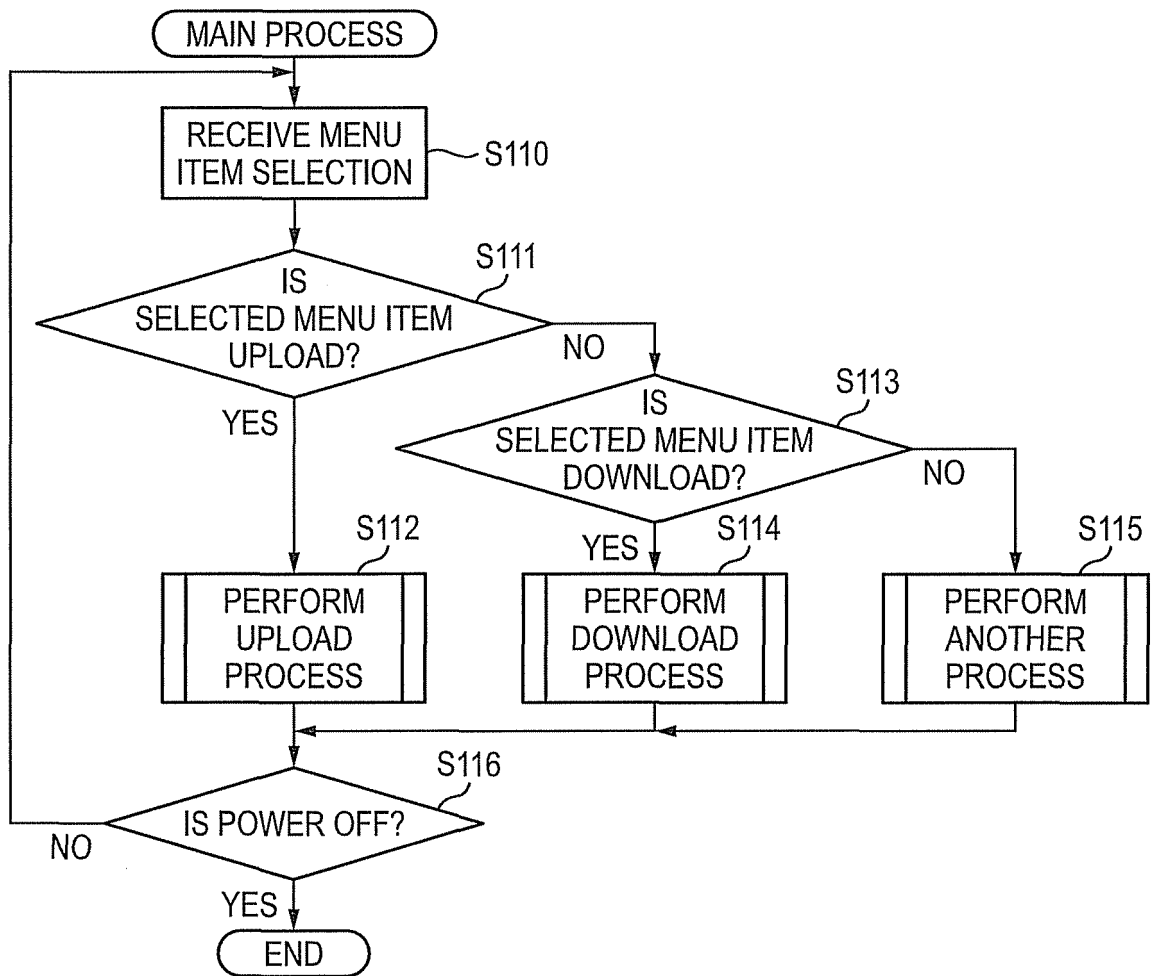 MAIN PROCESS
RECEIVE MENU
ITEM SELECTION
S110
S111
IS
SELECTED MENU ITEM
UPLOAD?
NO
YES
S113
IS
SELECTED MENU ITEM
DOWNLOAD?
NO
YES
S112
PERFORM
UPLOAD
PROCESS
S114
PERFORM
DOWNLOAD
PROCESS
S115
PERFORM
ANOTHER
PROCESS
S116
IS POWER OFF?
NO
YES
END